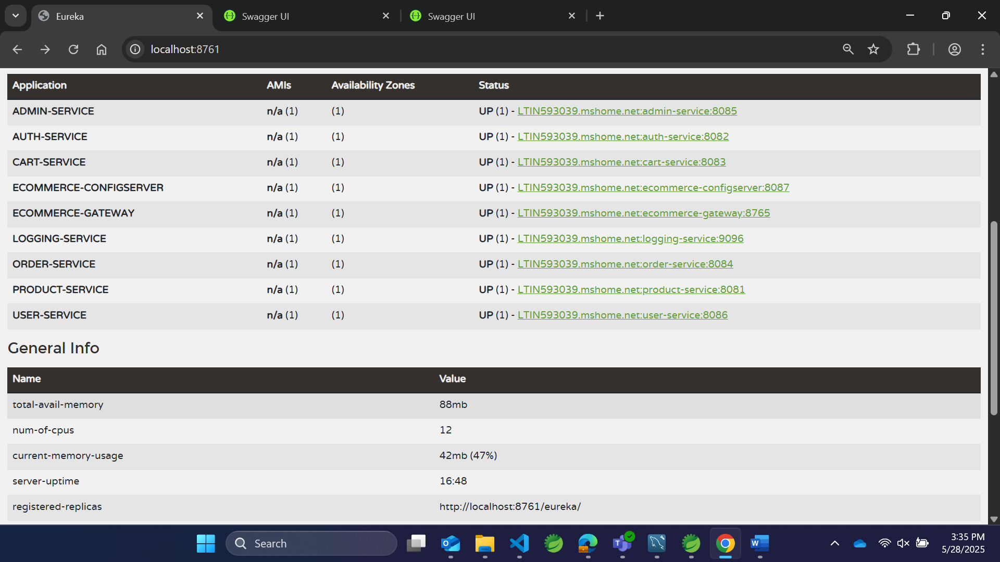 Eureka
Swagger UI
Swagger UI
localhost:8761
Application AMIs Availability Zones Status
ADMIN-SERVICE n/a (1) (1) UP (1) - LTIN593039.mshome.net:admin-service:8085
AUTH-SERVICE n/a (1) (1) UP (1) - LTIN593039.mshome.net:auth-service:8082
CART-SERVICE n/a (1) (1) UP (1) - LTIN593039.mshome.net:cart-service:8083
ECOMMERCE-CONFIGSERVER n/a (1) (1) UP (1) - LTIN593039.mshome.net:ecommerce-configserver:8087
ECOMMERCE-GATEWAY n/a (1) (1) UP (1) - LTIN593039.mshome.net:ecommerce-gateway:8765
LOGGING-SERVICE n/a (1) (1) UP (1) - LTIN593039.mshome.net:logging-service:9096
ORDER-SERVICE n/a (1) (1) UP (1) - LTIN593039.mshome.net:order-service:8084
PRODUCT-SERVICE n/a (1) (1) UP (1) - LTIN593039.mshome.net:product-service:8081
USER-SERVICE n/a (1) (1) UP (1) - LTIN593039.mshome.net:user-service:8086
General Info
Name Value
total-avail-memory 88mb
num-of-cpus 12
current-memory-usage 42mb (47%)
server-uptime 16:48
registered-replicas http://localhost:8761/eureka/
Search
3:35 PM
5/28/2025